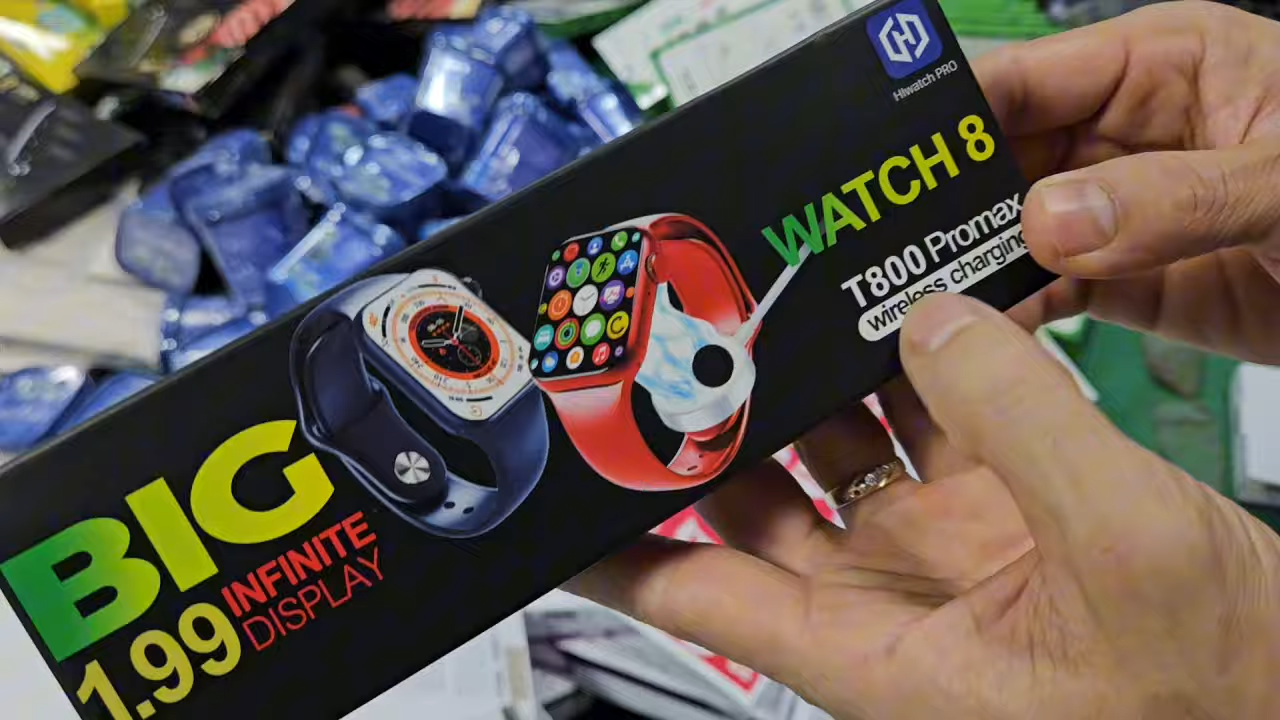 HIwatch PRO
WATCH 8
T800 Promax
wireless charging
BIG
1.99
INFINITE
DISPLAY